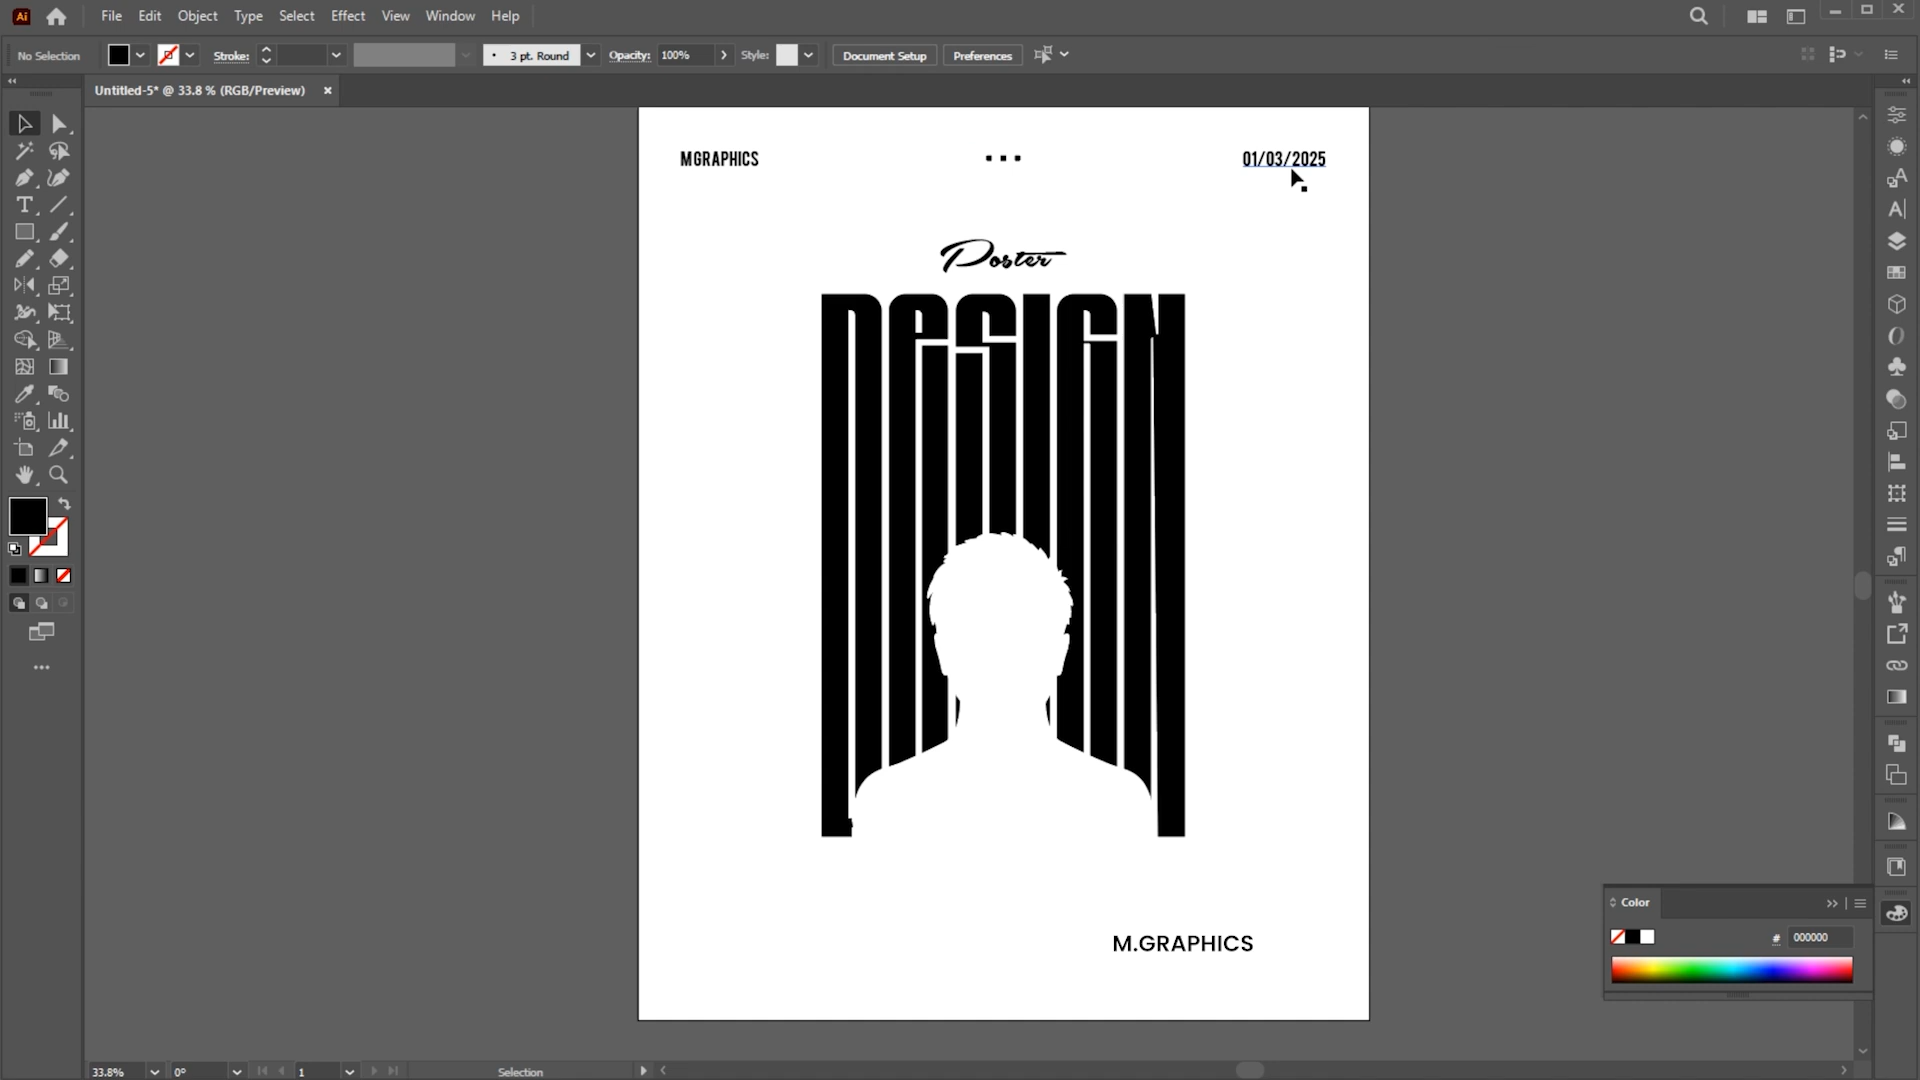 Ai File Edit Object Type Select Effect View Window Help
No Selection Stroke: 3 pt. Round Opacity: 100% Style: Document Setup Preferences
Untitled-5* @ 33.8 % (RGB/Preview) ×
MGRAPHICS ... 01/03/2025
Poster
DESIGN
M.GRAPHICS
Color
# 000000
33.8% 0° 1 Selection